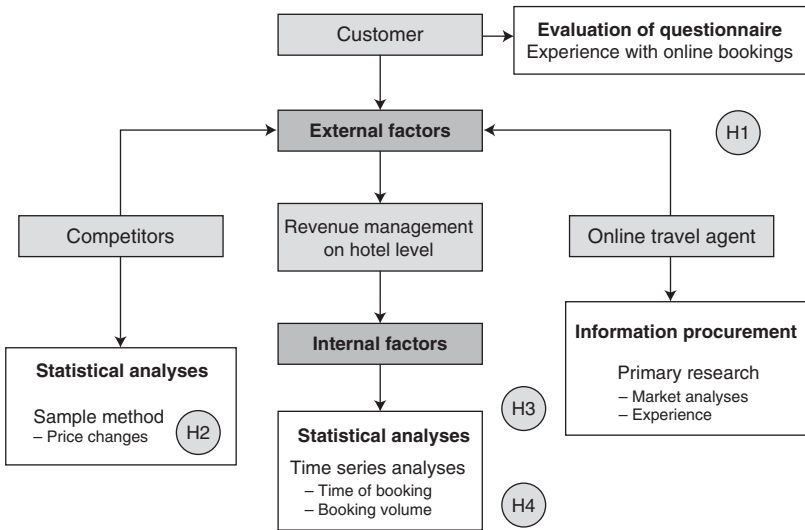 Customer
Evaluation of questionnaire
Experience with online bookings
External factors
H1
Competitors
Revenue management
on hotel level
Online travel agent
Internal factors
Information procurement
Primary research
– Market analyses
– Experience
Statistical analyses
Sample method
– Price changes
H2
H3
Statistical analyses
Time series analyses
– Time of booking
– Booking volume
H4